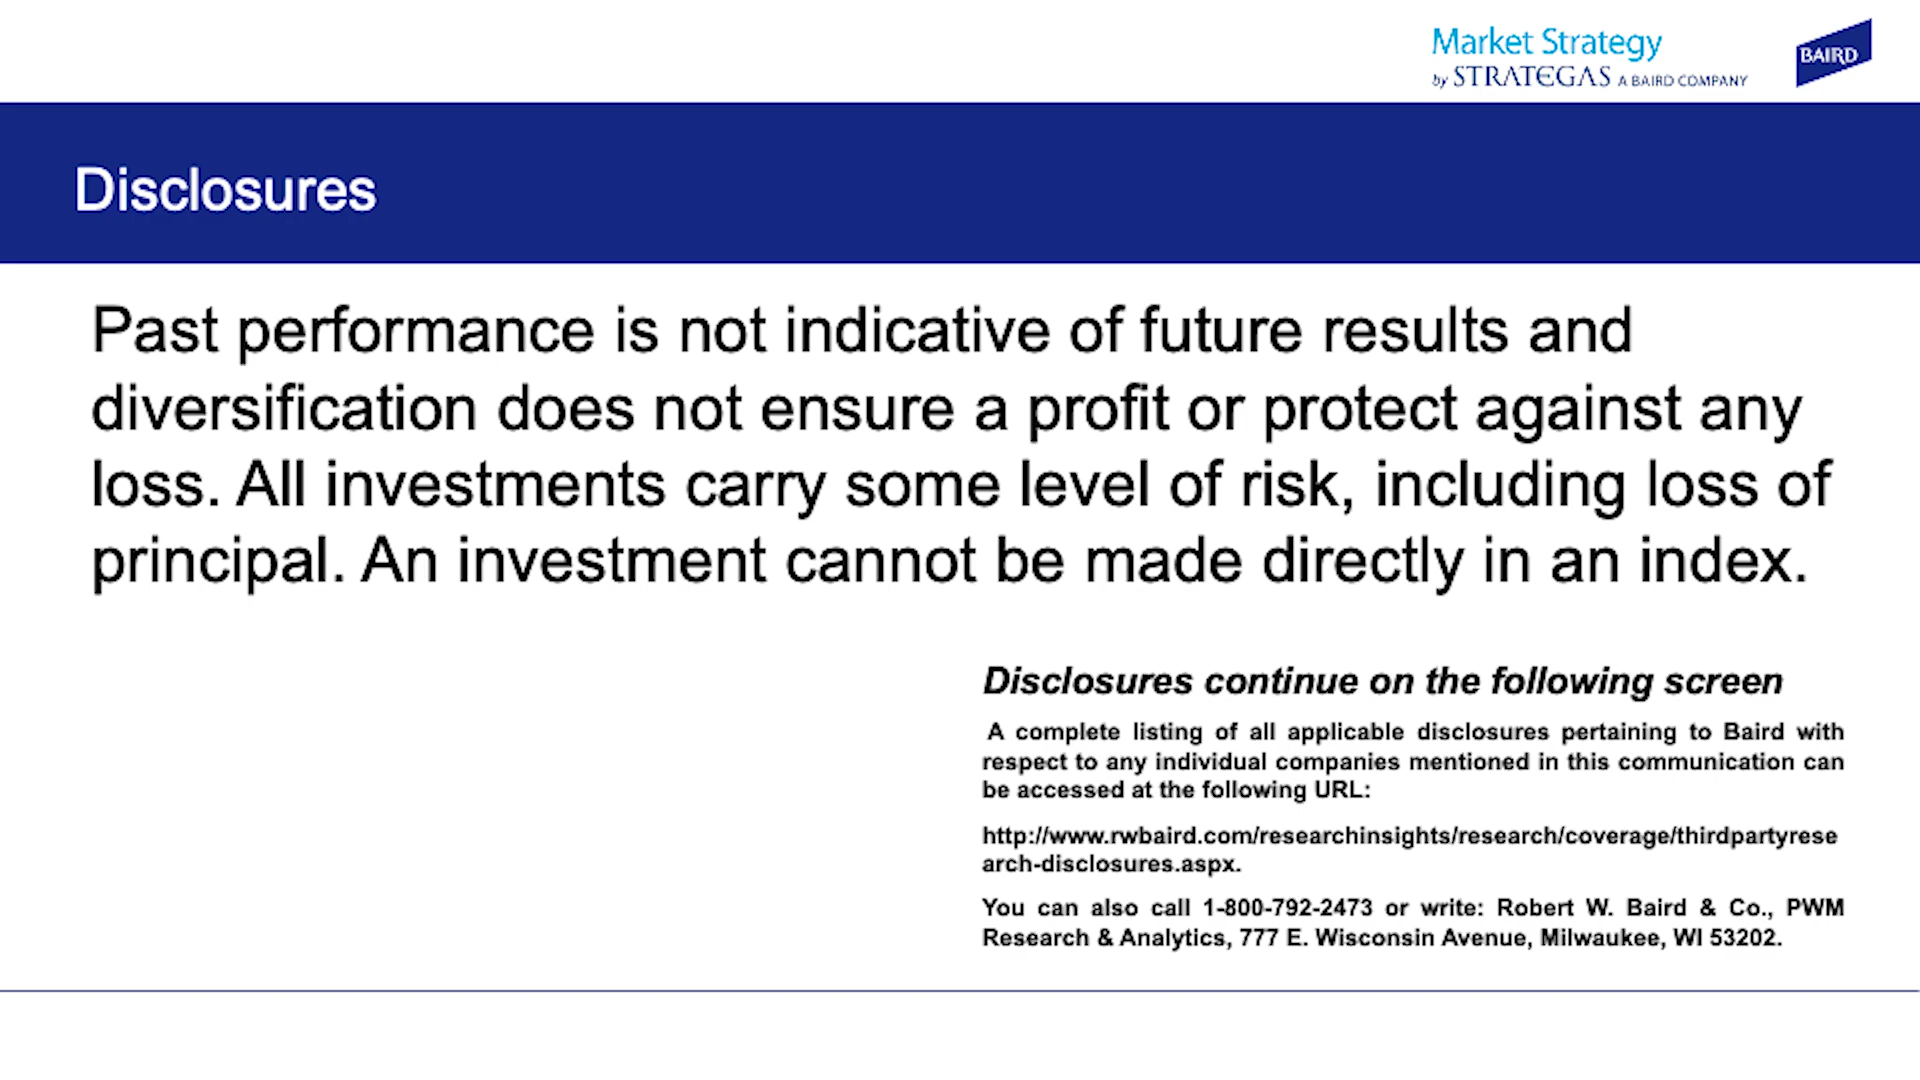 Market Strategy
by STRATEGAS A BAIRD COMPANY
BAIRD
Disclosures
Past performance is not indicative of future results and
diversification does not ensure a profit or protect against any
loss. All investments carry some level of risk, including loss of
principal. An investment cannot be made directly in an index.
Disclosures continue on the following screen
A complete listing of all applicable disclosures pertaining to Baird with
respect to any individual companies mentioned in this communication can
be accessed at the following URL:
http://www.rwbaird.com/researchinsights/research/coverage/thirdpartyrese
arch-disclosures.aspx.
You can also call 1-800-792-2473 or write: Robert W. Baird & Co., PWM
Research & Analytics, 777 E. Wisconsin Avenue, Milwaukee, WI 53202.